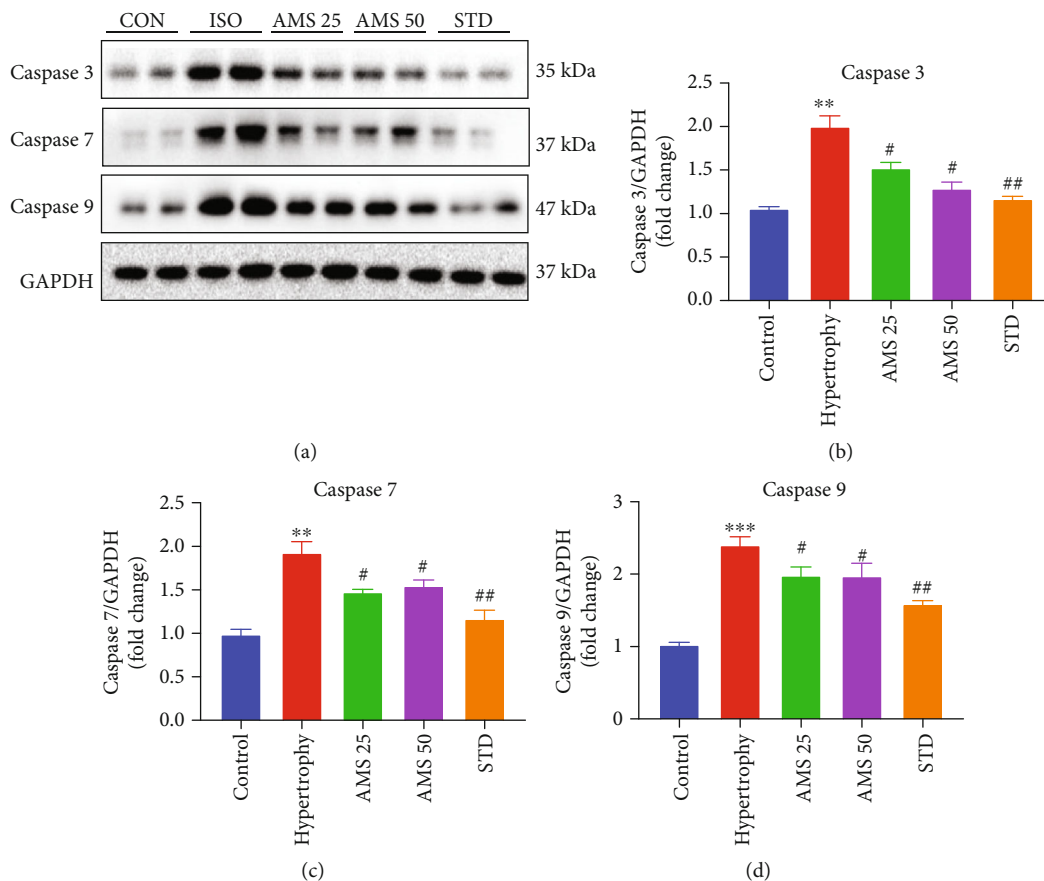 CON ISO AMS 25 AMS 50 STD
Caspase 3 35 kDa
Caspase 7 37 kDa
Caspase 9 47 kDa
GAPDH 37 kDa
(a)
Caspase 3
Caspase 3/GAPDH
(fold change)
2.5
2.0
1.5
1.0
0.5
0.0
** # # ##
Control Hypertrophy AMS 25 AMS 50 STD
(b)
Caspase 7
Caspase 7/GAPDH
(fold change)
2.5
2.0
1.5
1.0
0.5
0.0
** # # ##
Control Hypertrophy AMS 25 AMS 50 STD
(c)
Caspase 9
Caspase 9/GAPDH
(fold change)
3
2
1
0
*** # # ##
Control Hypertrophy AMS 25 AMS 50 STD
(d)